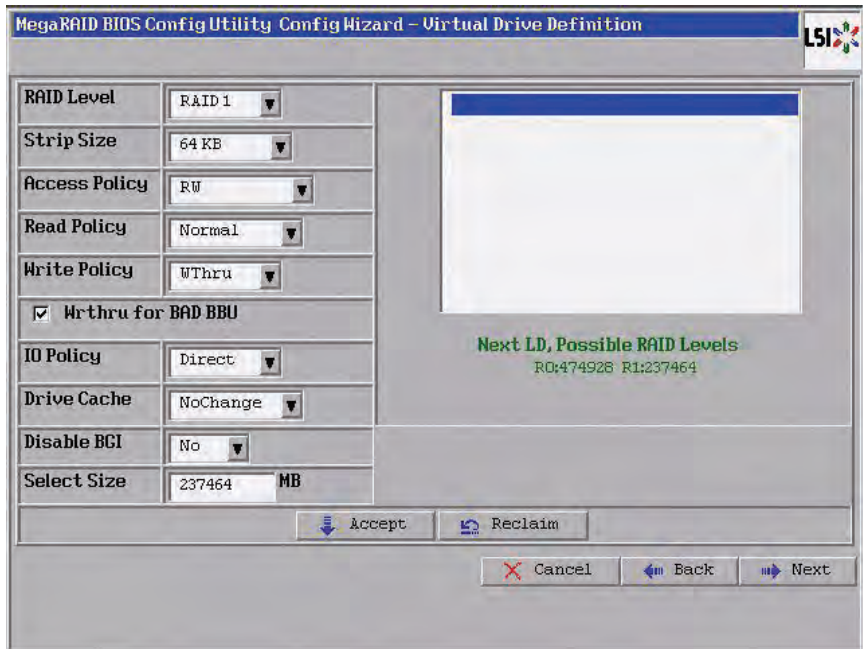 MegaRAID BIOS Config Utility Config Wizard – Virtual Drive Definition
LSI
RAID Level RAID 1
Strip Size 64 KB
Access Policy RW
Read Policy Normal
Write Policy WThru
Wrthru for BAD BBU
IO Policy Direct
Drive Cache NoChange
Disable BGI No
Select Size 237464 MB
Next LD, Possible RAID Levels
R0:474928 R1:237464
Accept Reclaim
Cancel Back Next